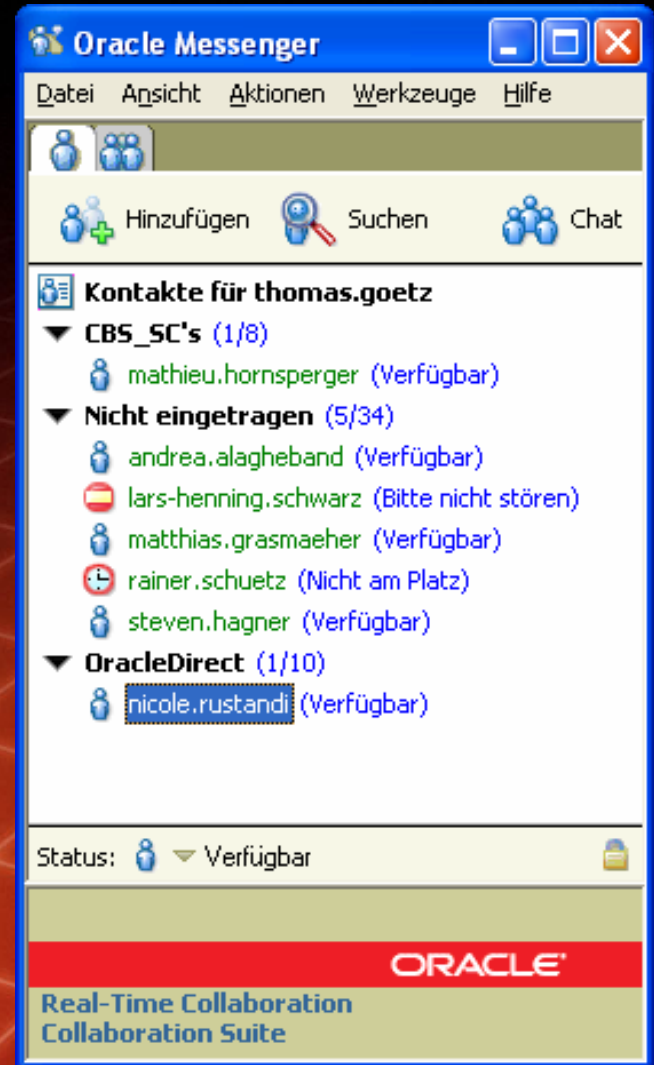 Oracle Messenger
Datei Ansicht Aktionen Werkzeuge Hilfe
Hinzufügen Suchen Chat
Kontakte für thomas.goetz
CBS_SC's (1/8)
mathieu.hornsperger (Verfügbar)
Nicht eingetragen (5/34)
andrea.alagheband (Verfügbar)
lars-henning.schwarz (Bitte nicht stören)
matthias.grasmaeher (Verfügbar)
rainer.schuetz (Nicht am Platz)
steven.hagner (Verfügbar)
OracleDirect (1/10)
nicole.rustandi (Verfügbar)
Status: Verfügbar
ORACLE
Real-Time Collaboration
Collaboration Suite